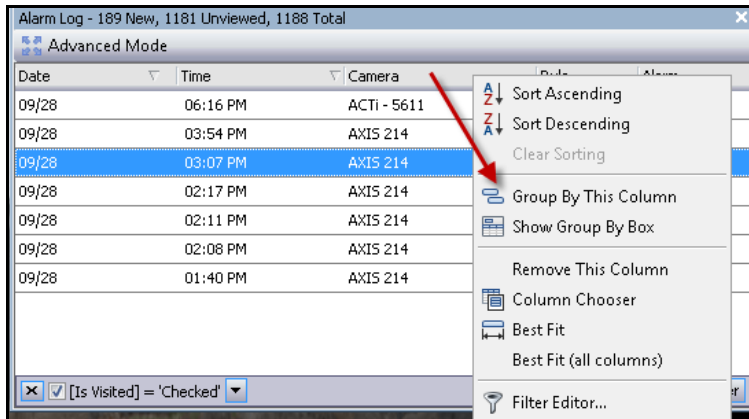 Alarm Log - 189 New, 1181 Unviewed, 1188 Total
Advanced Mode
Date Time Camera Rule Alarm
09/28 06:16 PM ACTi - 5611
09/28 03:54 PM AXIS 214
09/28 03:07 PM AXIS 214
09/28 02:17 PM AXIS 214
09/28 02:11 PM AXIS 214
09/28 02:08 PM AXIS 214
09/28 01:40 PM AXIS 214
[Is Visited] = 'Checked'
Sort Ascending
Sort Descending
Clear Sorting
Group By This Column
Show Group By Box
Remove This Column
Column Chooser
Best Fit
Best Fit (all columns)
Filter Editor...